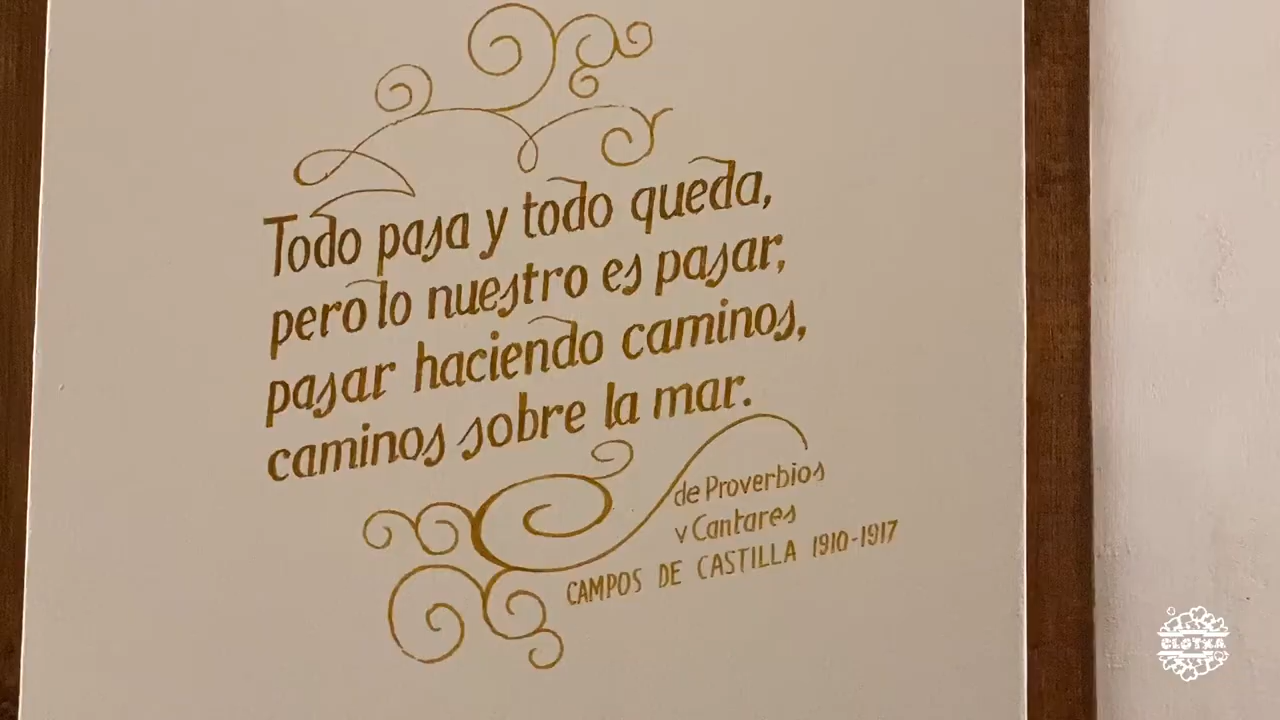 Todo pasa y todo queda,
pero lo nuestro es pasar,
pasar haciendo caminos,
caminos sobre la mar.
de Proverbios
y Cantares
CAMPOS DE CASTILLA 1910-1917
CLOTXA